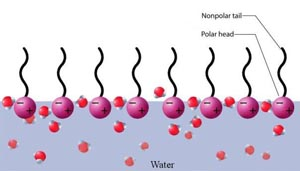 Nonpolar tail
Polar head
− +
− +
− +
− +
− +
− +
− +
− +
Water